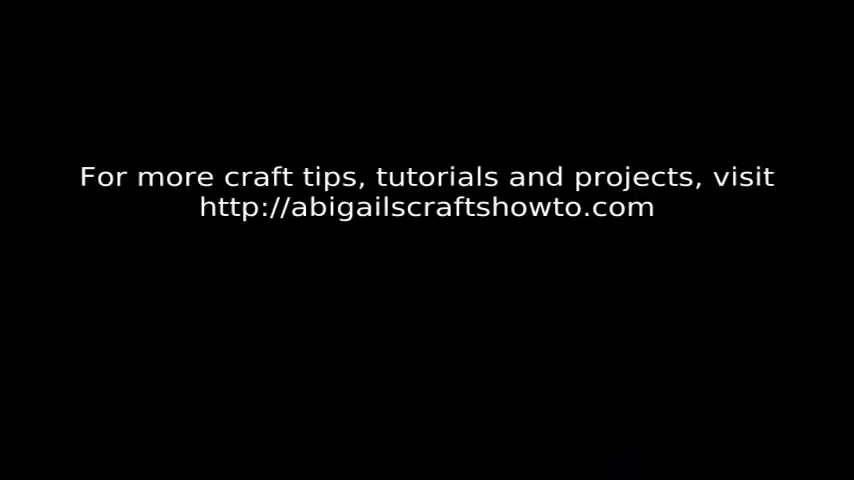 For more craft tips, tutorials and projects, visit
http://abigailscraftshowto.com